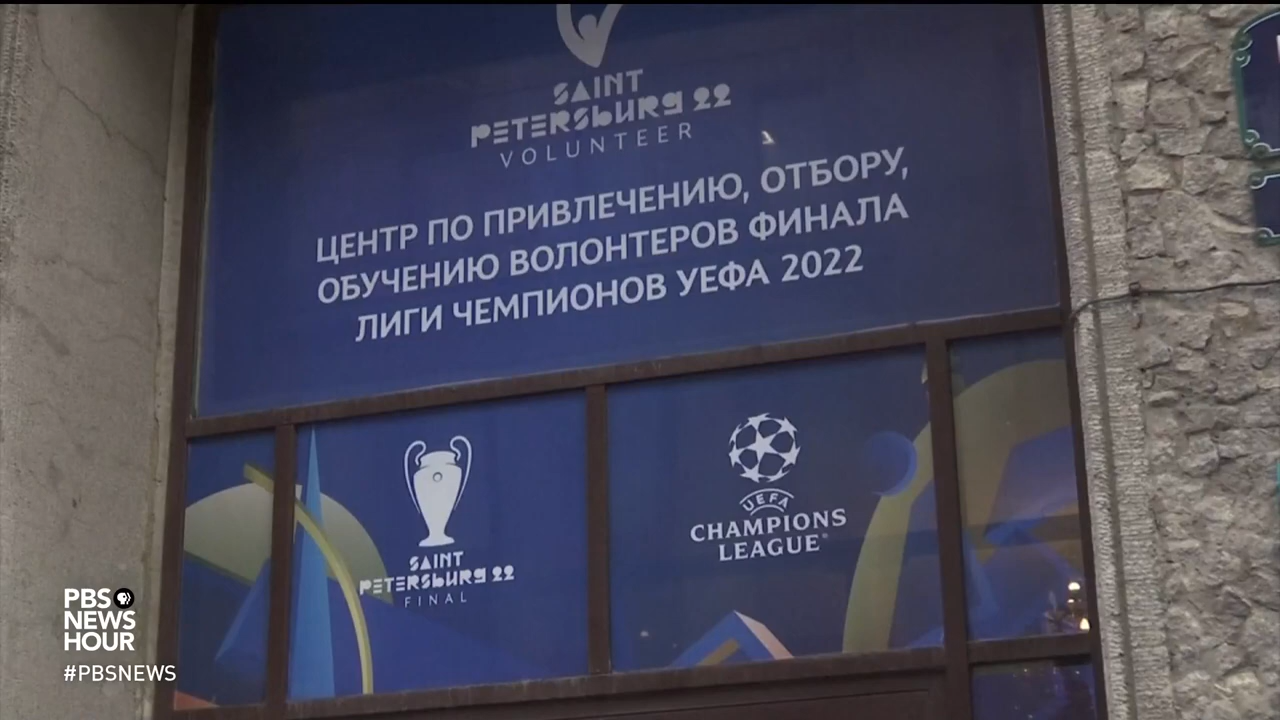 SAINT
PETERSBURG 22
VOLUNTEER
ЦЕНТР ПО ПРИВЛЕЧЕНИЮ, ОТБОРУ,
ОБУЧЕНИЮ ВОЛОНТЕРОВ ФИНАЛА
ЛИГИ ЧЕМПИОНОВ УЕФА 2022
SAINT
PETERSBURG 22
FINAL
UEFA
CHAMPIONS
LEAGUE®
PBS
NEWS
HOUR
#PBSNEWS